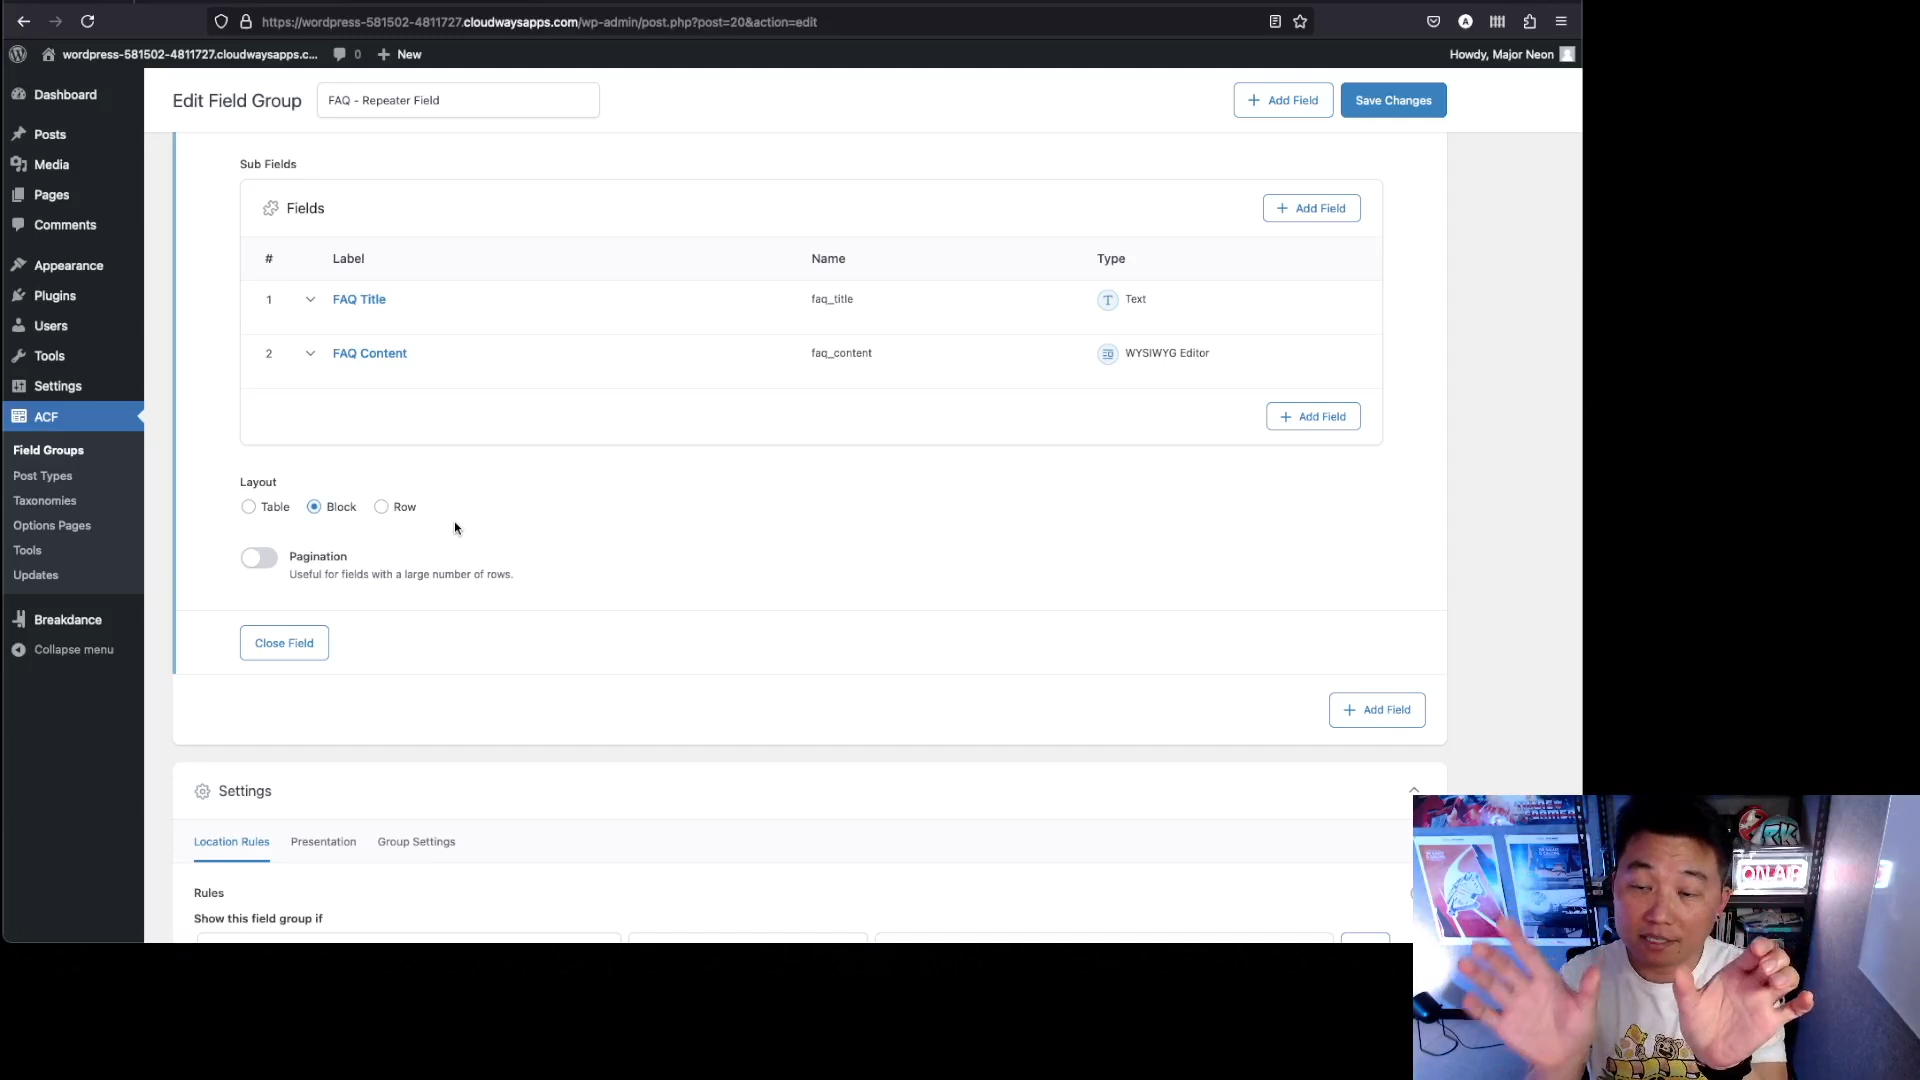 https://wordpress-581502-4811727.cloudwaysapps.com/wp-admin/post.php?post=20&action=edit
wordpress-581502-4811727.cloudwaysapps.c...
0
New
Howdy, Major Neon
Edit Field Group
FAQ - Repeater Field
Add Field
Save Changes
Dashboard
Posts
Media
Pages
Comments
Appearance
Plugins
Users
Tools
Settings
ACF
Field Groups
Post Types
Taxonomies
Options Pages
Tools
Updates
Breakdance
Collapse menu
Sub Fields
Fields
Add Field
# Label Name Type
1 FAQ Title faq_title T Text
2 FAQ Content faq_content WYSIWYG Editor
Add Field
Layout
Table Block Row
Pagination
Useful for fields with a large number of rows.
Close Field
Add Field
Settings
Location Rules Presentation Group Settings
Rules
Show this field group if
ON AIR